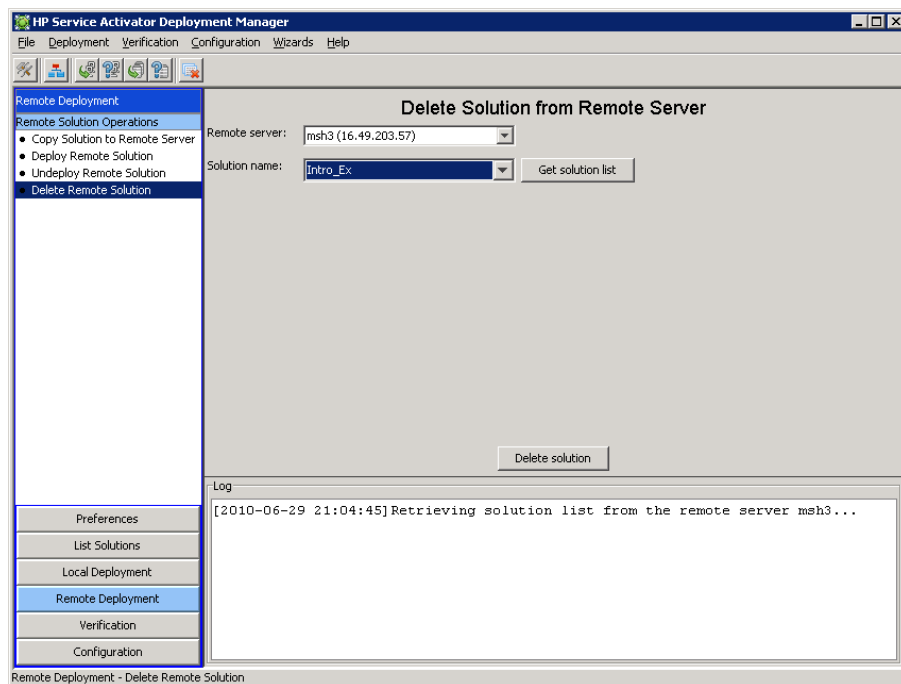 HP Service Activator Deployment Manager
File Deployment Verification Configuration Wizards Help
Remote Deployment
Remote Solution Operations
Copy Solution to Remote Server
Deploy Remote Solution
Undeploy Remote Solution
Delete Remote Solution
Delete Solution from Remote Server
Remote server: msh3 (16.49.203.57)
Solution name: Intro_Ex Get solution list
Delete solution
Log
[2010-06-29 21:04:45]Retrieving solution list from the remote server msh3...
Preferences
List Solutions
Local Deployment
Remote Deployment
Verification
Configuration
Remote Deployment - Delete Remote Solution